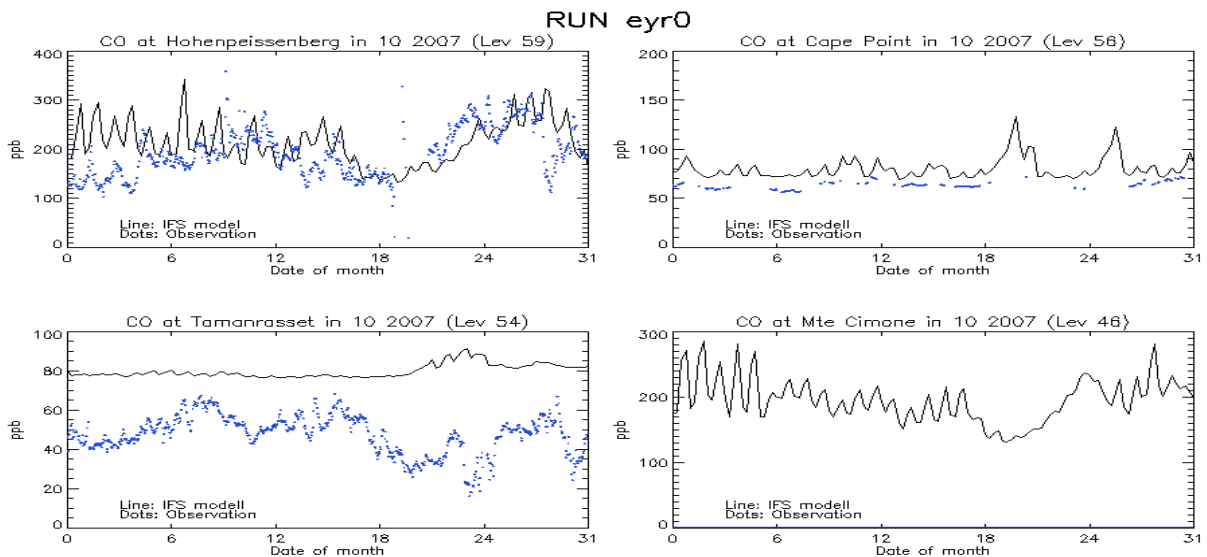 RUN eyr0
CO at Hohenpeissenberg in 10 2007 (Lev 59)
400
300
200
100
0
ppb
Line: IFS modell
Dots: Observation
0 6 12 18 24 31
Date of month
CO at Cape Point in 10 2007 (Lev 56)
200
150
100
50
0
ppb
Line: IFS modell
Dots: Observation
0 6 12 18 24 31
Date of month
CO at Tamanrasset in 10 2007 (Lev 54)
100
80
60
40
20
0
ppb
Line: IFS modell
Dots: Observation
0 6 12 18 24 31
Date of month
CO at Mte Cimone in 10 2007 (Lev 46)
300
200
100
0
ppb
Line: IFS modell
Dots: Observation
0 6 12 18 24 31
Date of month